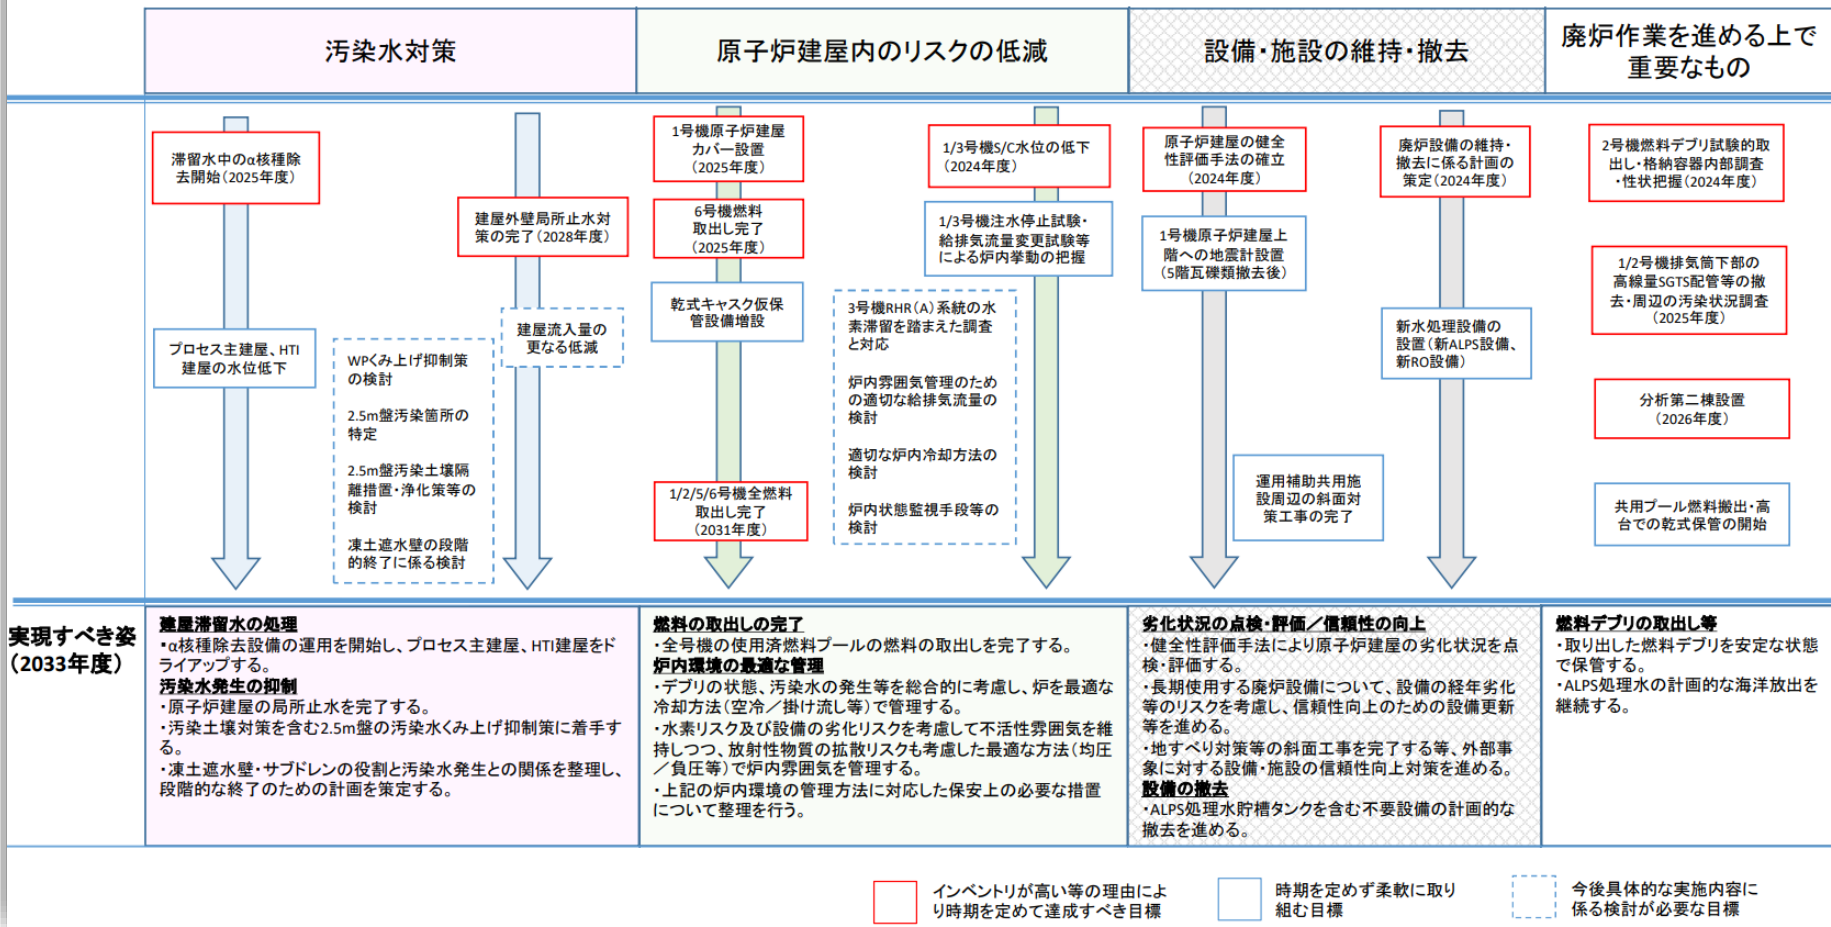 汚染水対策
原子炉建屋内のリスクの低減
設備・施設の維持・撤去
廃炉作業を進める上で
重要なもの
滞留水中のα核種除
去開始(2025年度)
プロセス主建屋、HTI
建屋の水位低下
建屋外壁局所止水対
策の完了(2028年度)
建屋流入量の
更なる低減
WPくみ上げ抑制策
の検討
2.5m盤汚染箇所の
特定
2.5m盤汚染土壌隔
離措置・浄化策等の
検討
凍土遮水壁の段階
的終了に係る検討
1号機原子炉建屋
カバー設置
(2025年度)
6号機燃料
取出し完了
(2025年度)
乾式キャスク仮保
管設備増設
1/2/5/6号機全燃料
取出し完了
(2031年度)
1/3号機S/C水位の低下
(2024年度)
1/3号機注水停止試験・
給排気流量変更試験等
による炉内挙動の把握
3号機RHR(A)系統の水
素滞留を踏まえた調査
と対応
炉内雰囲気管理のため
の適切な給排気流量の
検討
適切な炉内冷却方法の
検討
炉内状態監視手段等の
検討
原子炉建屋の健全
性評価手法の確立
(2024年度)
1号機原子炉建屋上
階への地震計設置
(5階瓦礫類撤去後)
運用補助共用施
設周辺の斜面対
策工事の完了
廃炉設備の維持・
撤去に係る計画の
策定(2024年度)
新水処理設備の
設置(新ALPS設備、
新RO設備)
2号機燃料デブリ試験的取
出し・格納容器内部調査
・性状把握(2024年度)
1/2号機排気筒下部の
高線量SGTS配管等の撤
去・周辺の汚染状況調査
(2025年度)
分析第二棟設置
(2026年度)
共用プール燃料搬出・高
台での乾式保管の開始
実現すべき姿
(2033年度)
建屋滞留水の処理
・α核種除去設備の運用を開始し、プロセス主建屋、HTI建屋をド
ライアップする。
汚染水発生の抑制
・原子炉建屋の局所止水を完了する。
・汚染土壌対策を含む2.5m盤の汚染水くみ上げ抑制策に着手す
る。
・凍土遮水壁・サブドレンの役割と汚染水発生との関係を整理し、
段階的な終了のための計画を策定する。
燃料の取出しの完了
・全号機の使用済燃料プールの燃料の取出しを完了する。
炉内環境の最適な管理
・デブリの状態、汚染水の発生等を総合的に考慮し、炉を最適な
冷却方法(空冷/掛け流し等)で管理する。
・水素リスク及び設備の劣化リスクを考慮して不活性雰囲気を維
持しつつ、放射性物質の拡散リスクも考慮した最適な方法(均圧
/負圧等)で炉内雰囲気を管理する。
・上記の炉内環境の管理方法に対応した保安上の必要な措置
について整理を行う。
劣化状況の点検・評価/信頼性の向上
・健全性評価手法により原子炉建屋の劣化状況を点
検・評価する。
・長期使用する廃炉設備について、設備の経年劣化
等のリスクを考慮し、信頼性向上のための設備更新
等を進める。
・地すべり対策等の斜面工事を完了する等、外部事
象に対する設備・施設の信頼性向上対策を進める。
設備の撤去
・ALPS処理水貯槽タンクを含む不要設備の計画的な
撤去を進める。
燃料デブリの取出し等
・取り出した燃料デブリを安定な状態
で保管する。
・ALPS処理水の計画的な海洋放出を
継続する。
インベントリが高い等の理由によ
り時期を定めて達成すべき目標
時期を定めず柔軟に取り
組む目標
今後具体的な実施内容に
係る検討が必要な目標